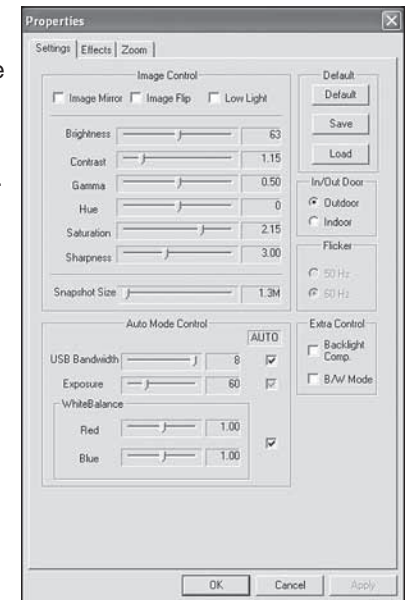 Properties
Settings Effects Zoom
Image Control
Image Mirror Image Flip Low Light
Brightness 63
Contrast 1.15
Gamma 0.50
Hue 0
Saturation 2.15
Sharpness 3.00
Snapshot Size 1.3M
Default
Default
Save
Load
In/Out Door
Outdoor
Indoor
Flicker
50 Hz
60 Hz
Auto Mode Control
AUTO
USB Bandwidth 8
Exposure 60
WhiteBalance
Red 1.00
Blue 1.00
Extra Control
Backlight
Comp.
B/W Mode
OK Cancel Apply
e
.